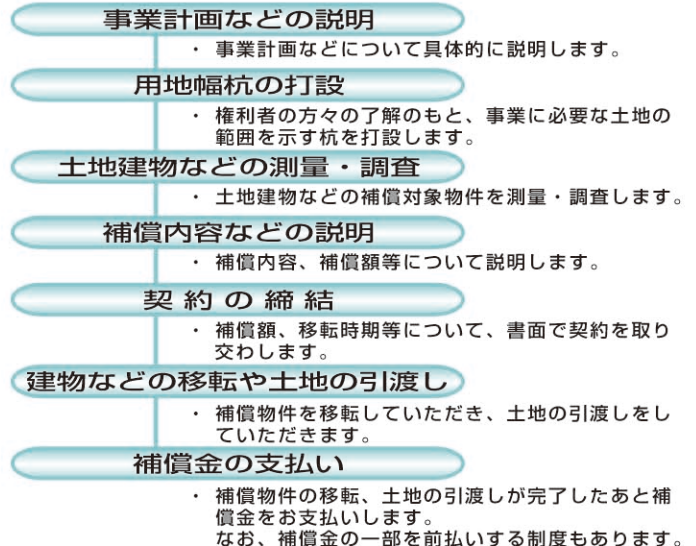 事業計画などの説明
・ 事業計画などについて具体的に説明します。
用地幅杭の打設
・ 権利者の方々の了解のもと、事業に必要な土地の
範囲を示す杭を打設します。
土地建物などの測量・調査
・ 土地建物などの補償対象物件を測量・調査します。
補償内容などの説明
・ 補償内容、補償額等について説明します。
契約の締結
・ 補償額、移転時期等について、書面で契約を取り
交わします。
建物などの移転や土地の引渡し
・ 補償物件を移転していただき、土地の引渡しをし
ていただきます。
補償金の支払い
・ 補償物件の移転、土地の引渡しが完了したあと補
償金をお支払いします。
なお、補償金の一部を前払いする制度もあります。